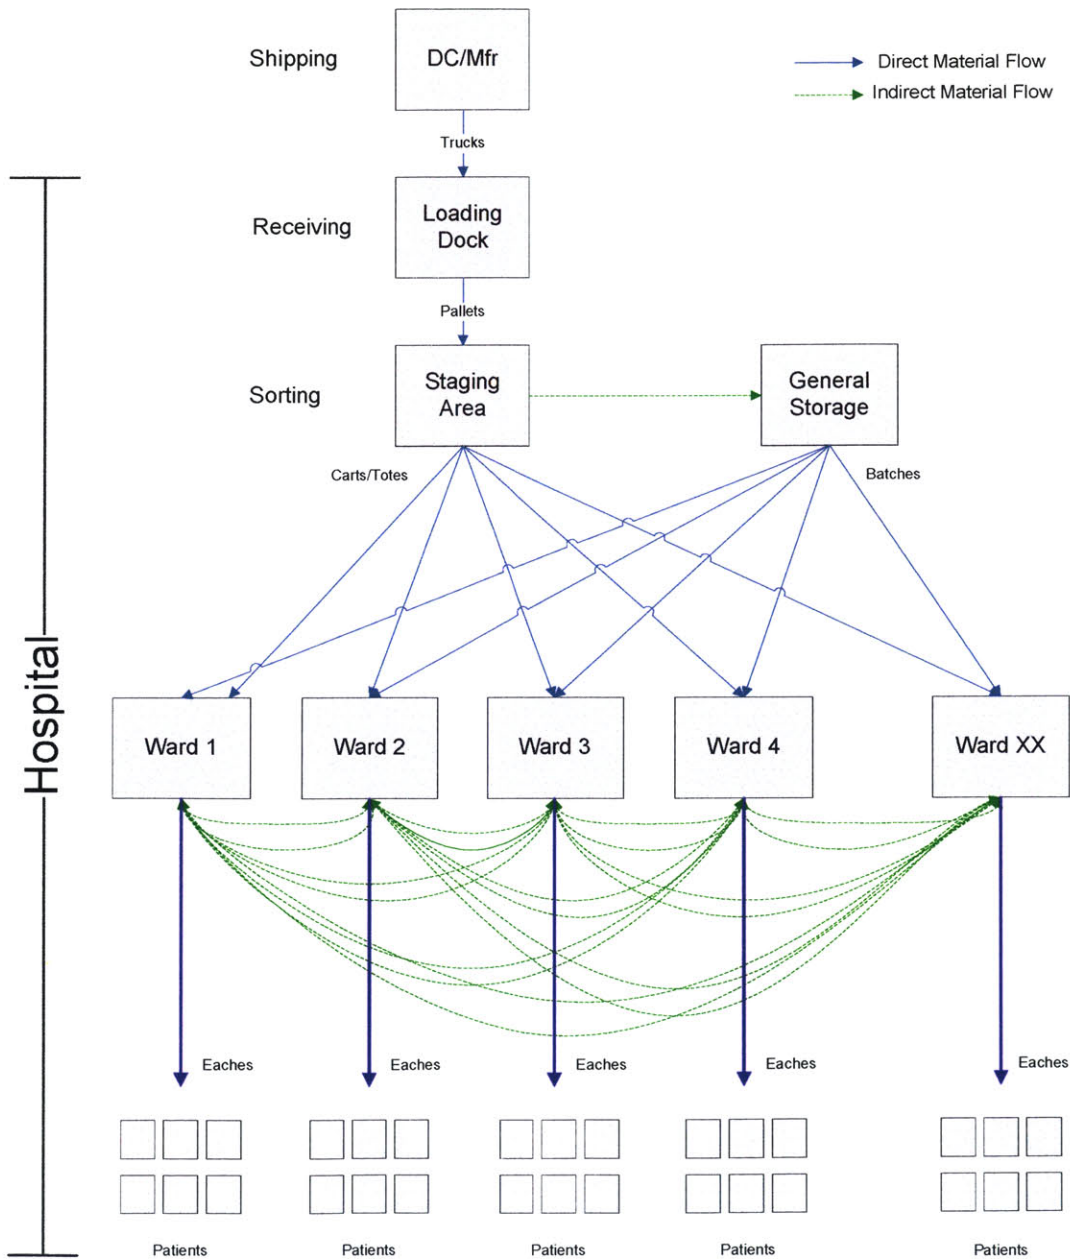 Shipping
DC/Mfr
Direct Material Flow
Indirect Material Flow
Trucks
Receiving
Loading
Dock
Pallets
Sorting
Staging
Area
General
Storage
Carts/Totes
Batches
Hospital
Ward 1
Ward 2
Ward 3
Ward 4
Ward XX
Eaches
Eaches
Eaches
Eaches
Eaches
Patients
Patients
Patients
Patients
Patients